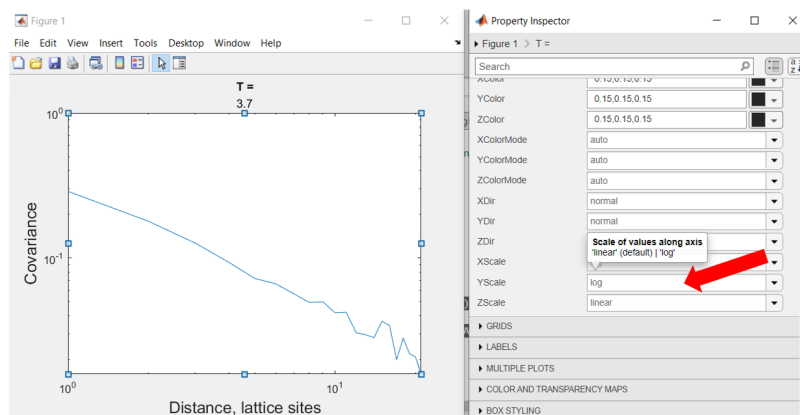 Figure 1
File Edit View Insert Tools Desktop Window Help
T =
3.7
10^0
10^-1
Covariance
10^0
10^1
Distance, lattice sites
Property Inspector
Figure 1 > T =
Search
XColor 0.15,0.15,0.15
YColor 0.15,0.15,0.15
ZColor 0.15,0.15,0.15
XColorMode auto
YColorMode auto
ZColorMode auto
XDir normal
YDir normal
ZDir
Scale of values along axis
'linear' (default) | 'log'
XScale
YScale log
ZScale linear
GRIDS
LABELS
MULTIPLE PLOTS
COLOR AND TRANSPARENCY MAPS
BOX STYLING